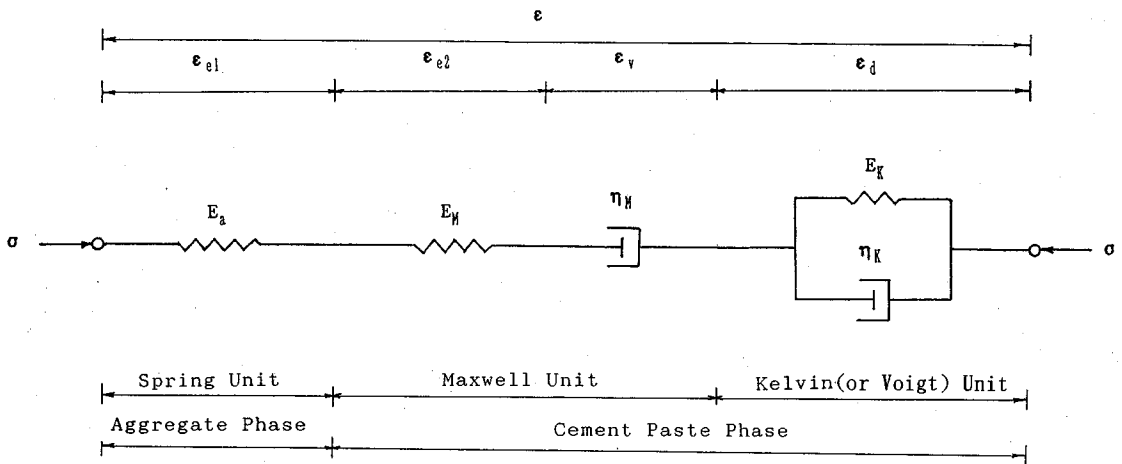 ε
ε_e1 ε_e2 ε_v ε_d
E_K
E_a E_M η_M
σ σ
η_K
Spring Unit Maxwell Unit Kelvin(or Voigt) Unit
Aggregate Phase Cement Paste Phase